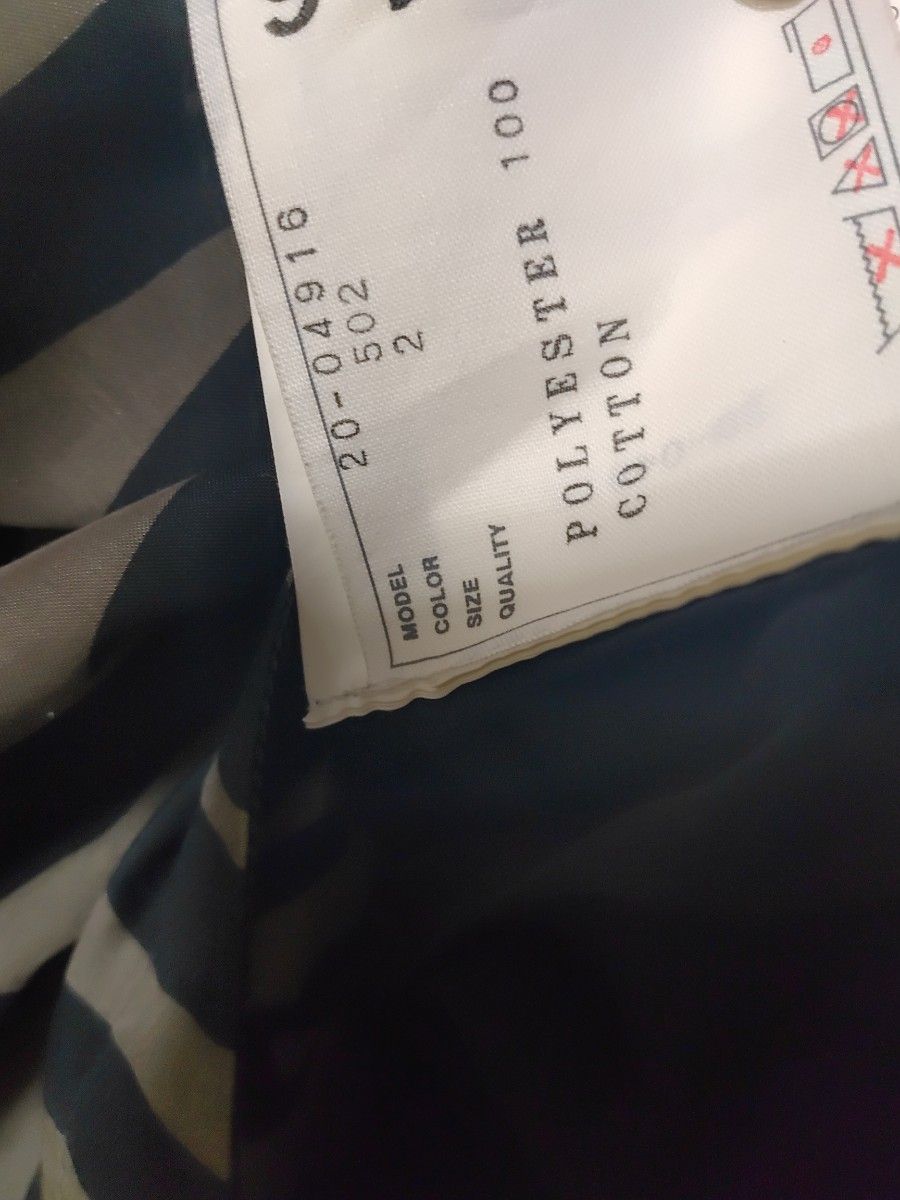 MODEL 20-04916
COLOR 502
SIZE 2
QUALITY
POLYESTER 100
COTTON